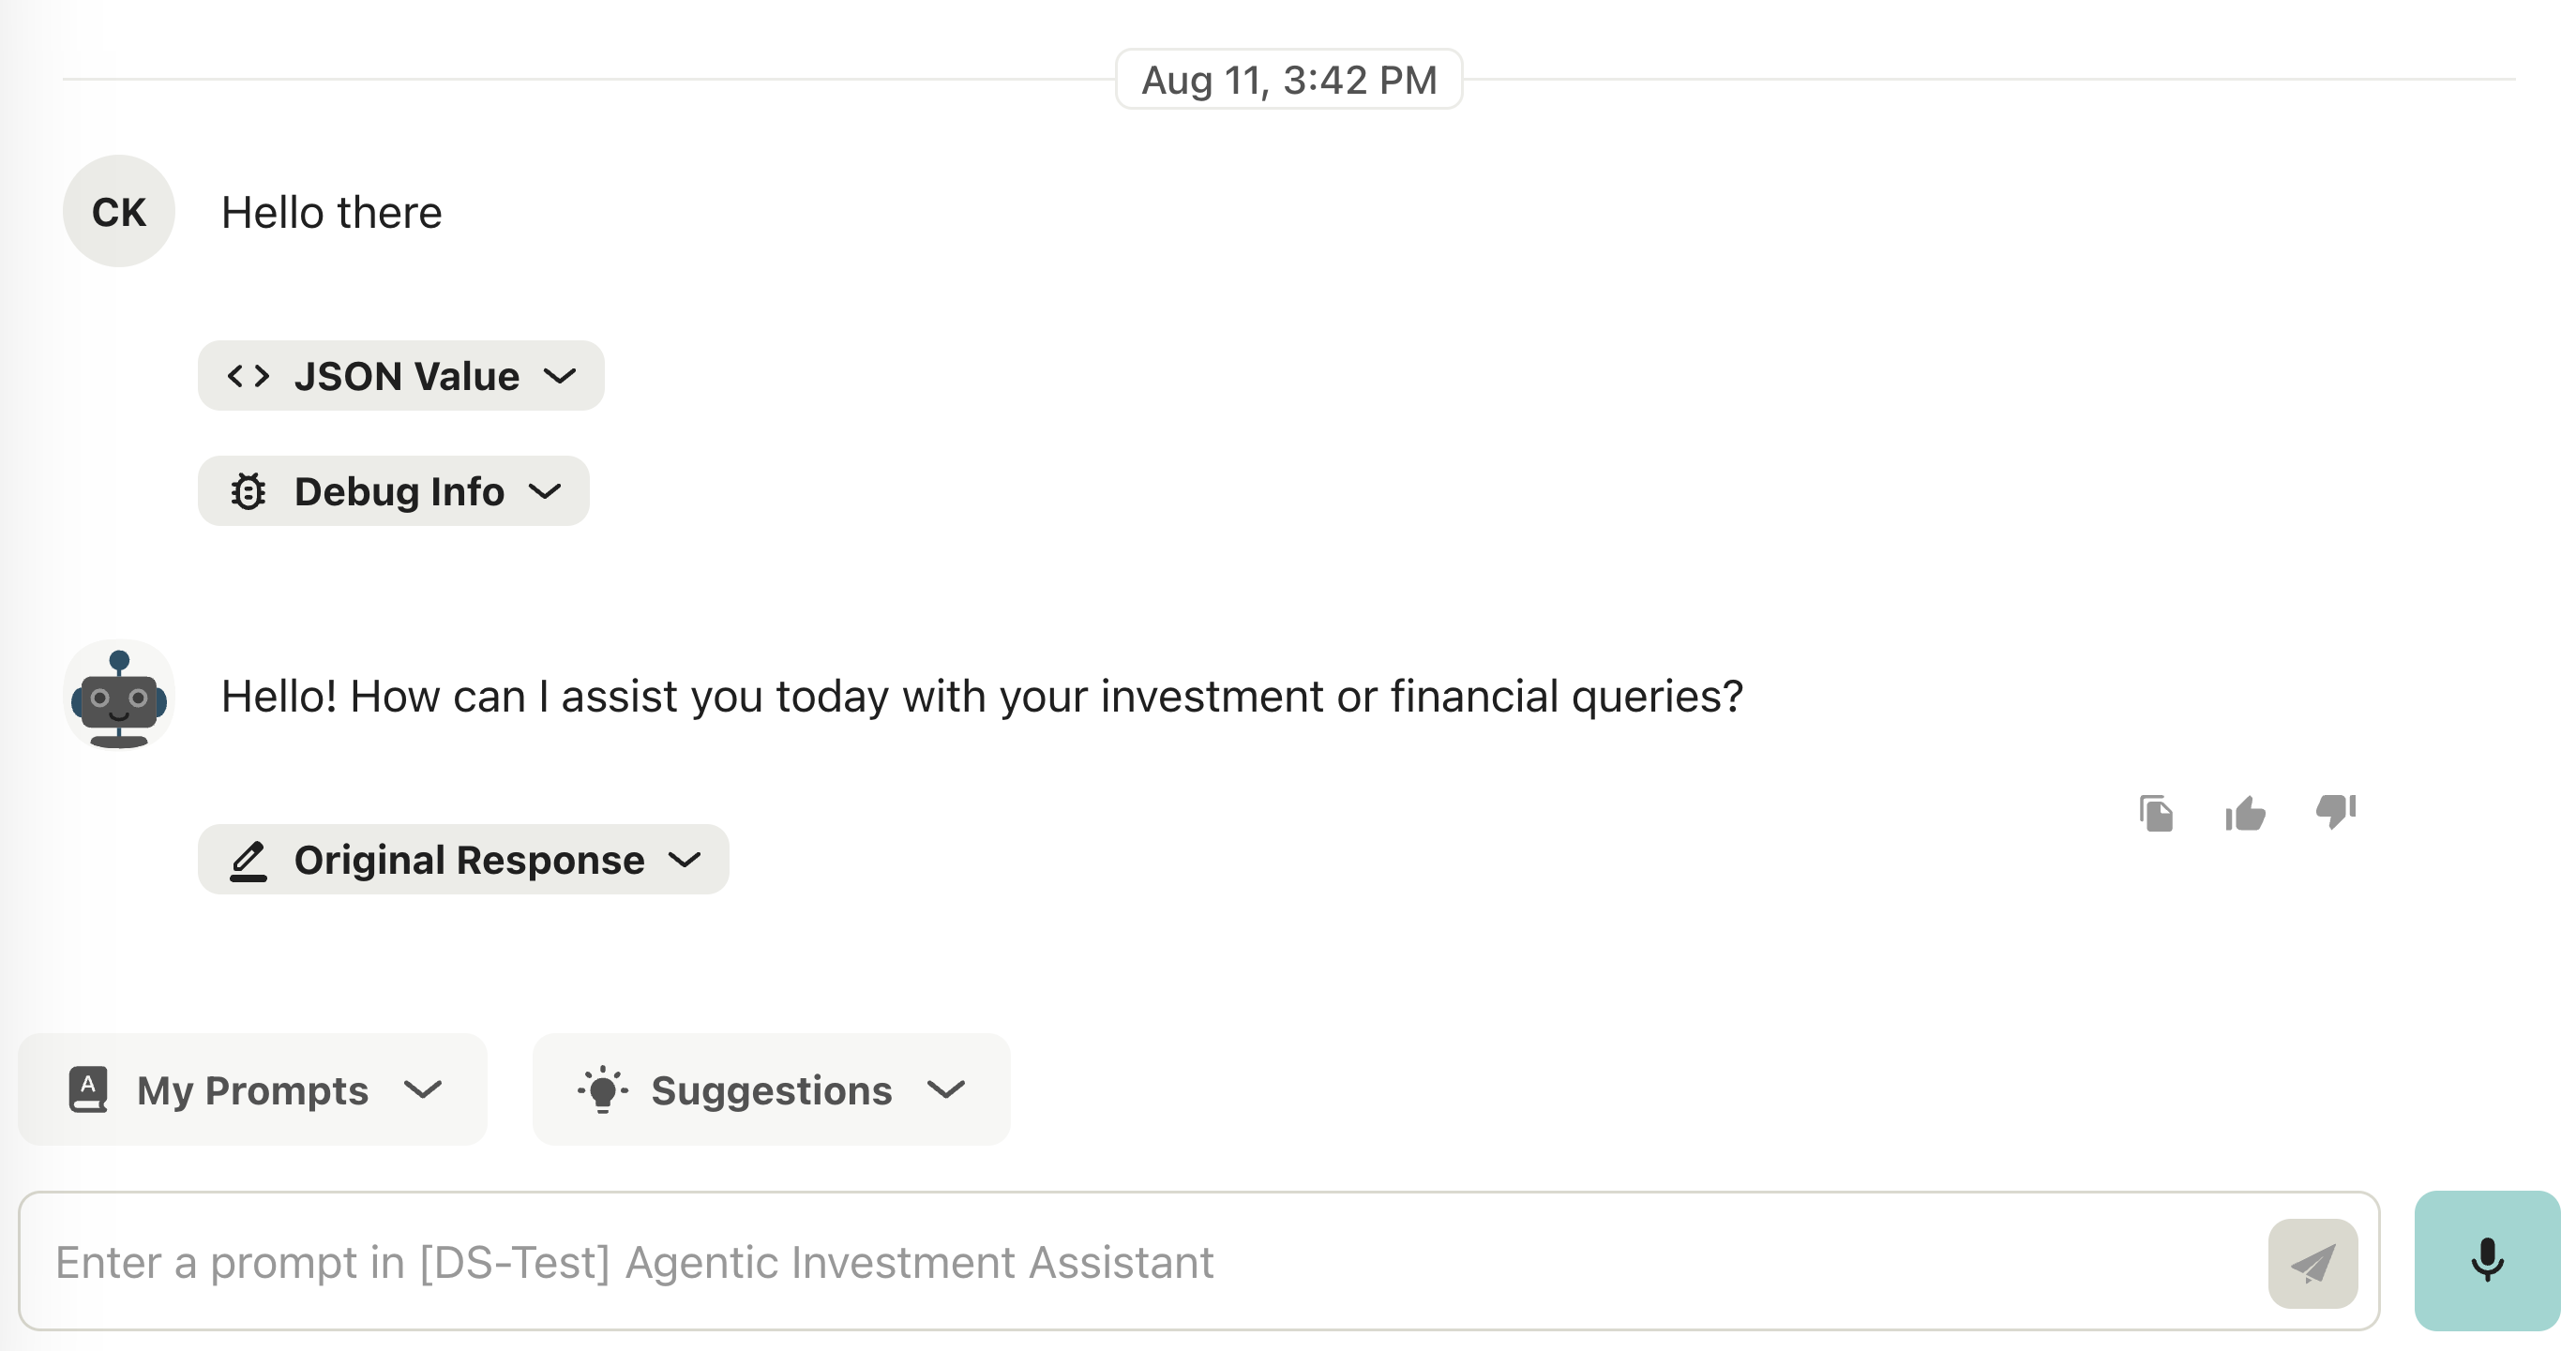 Aug 11, 3:42 PM
CK
Hello there
<> JSON Value
Debug Info
Hello! How can I assist you today with your investment or financial queries?
Original Response
A
My Prompts
Suggestions
Enter a prompt in [DS-Test] Agentic Investment Assistant